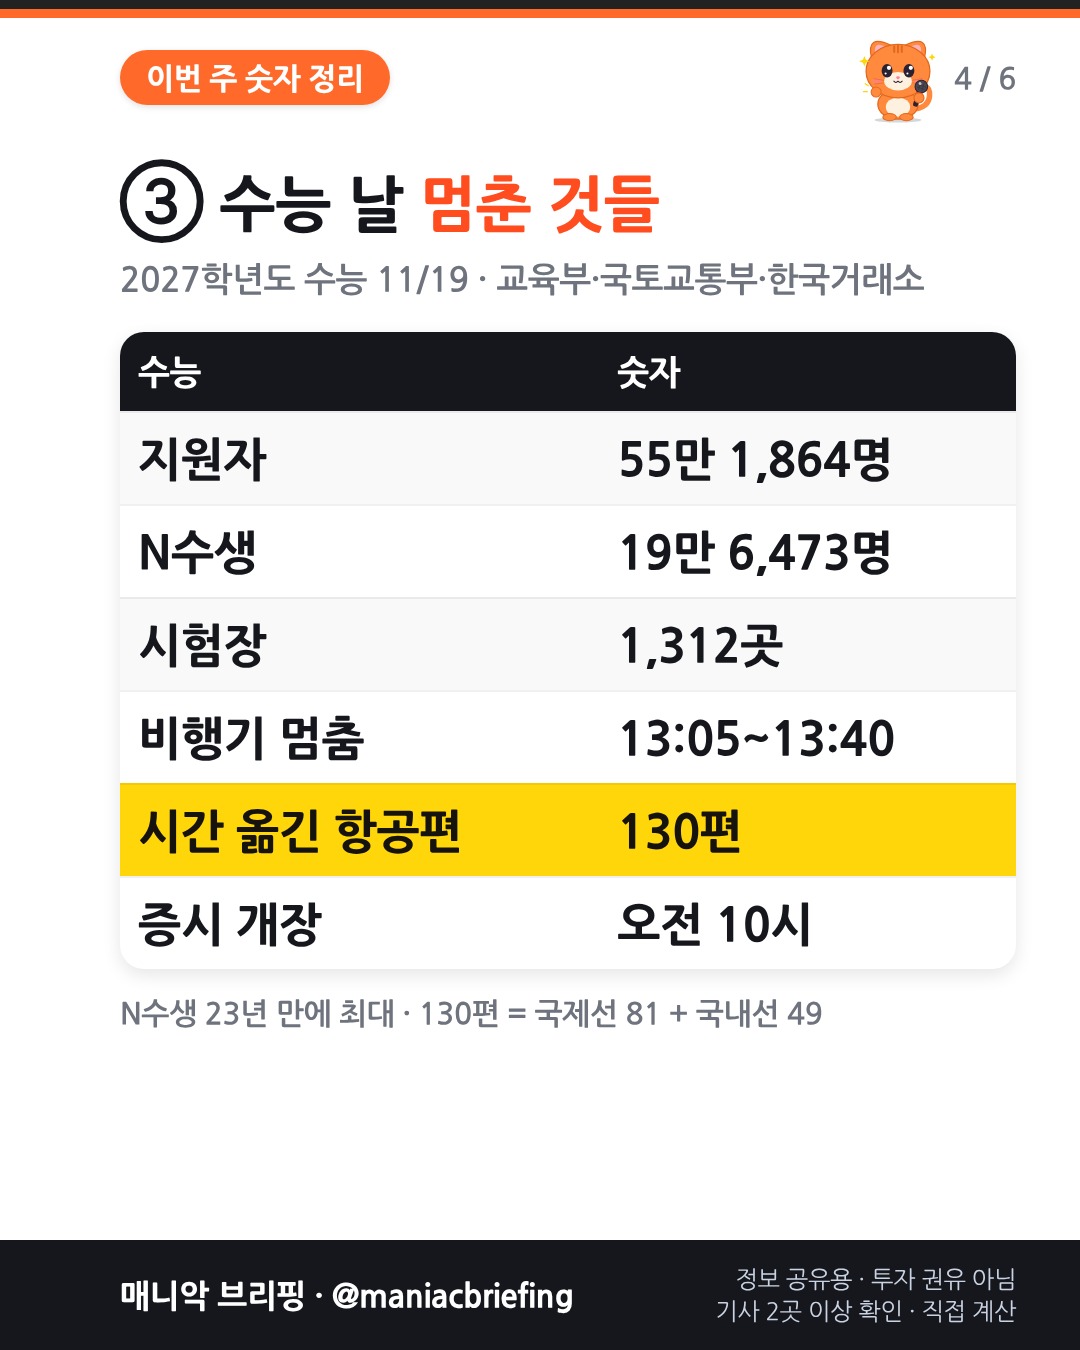 이번 주 숫자 정리
4 / 6
③ 수능 날 멈춘 것들
2027학년도 수능 11/19 · 교육부·국토교통부·한국거래소
수능 숫자
지원자 55만 1,864명
N수생 19만 6,473명
시험장 1,312곳
비행기 멈춤 13:05~13:40
시간 옮긴 항공편 130편
증시 개장 오전 10시
N수생 23년 만에 최대 · 130편 = 국제선 81 + 국내선 49
매니악 브리핑 · @maniacbriefing
정보 공유용 · 투자 권유 아님
기사 2곳 이상 확인 · 직접 계산